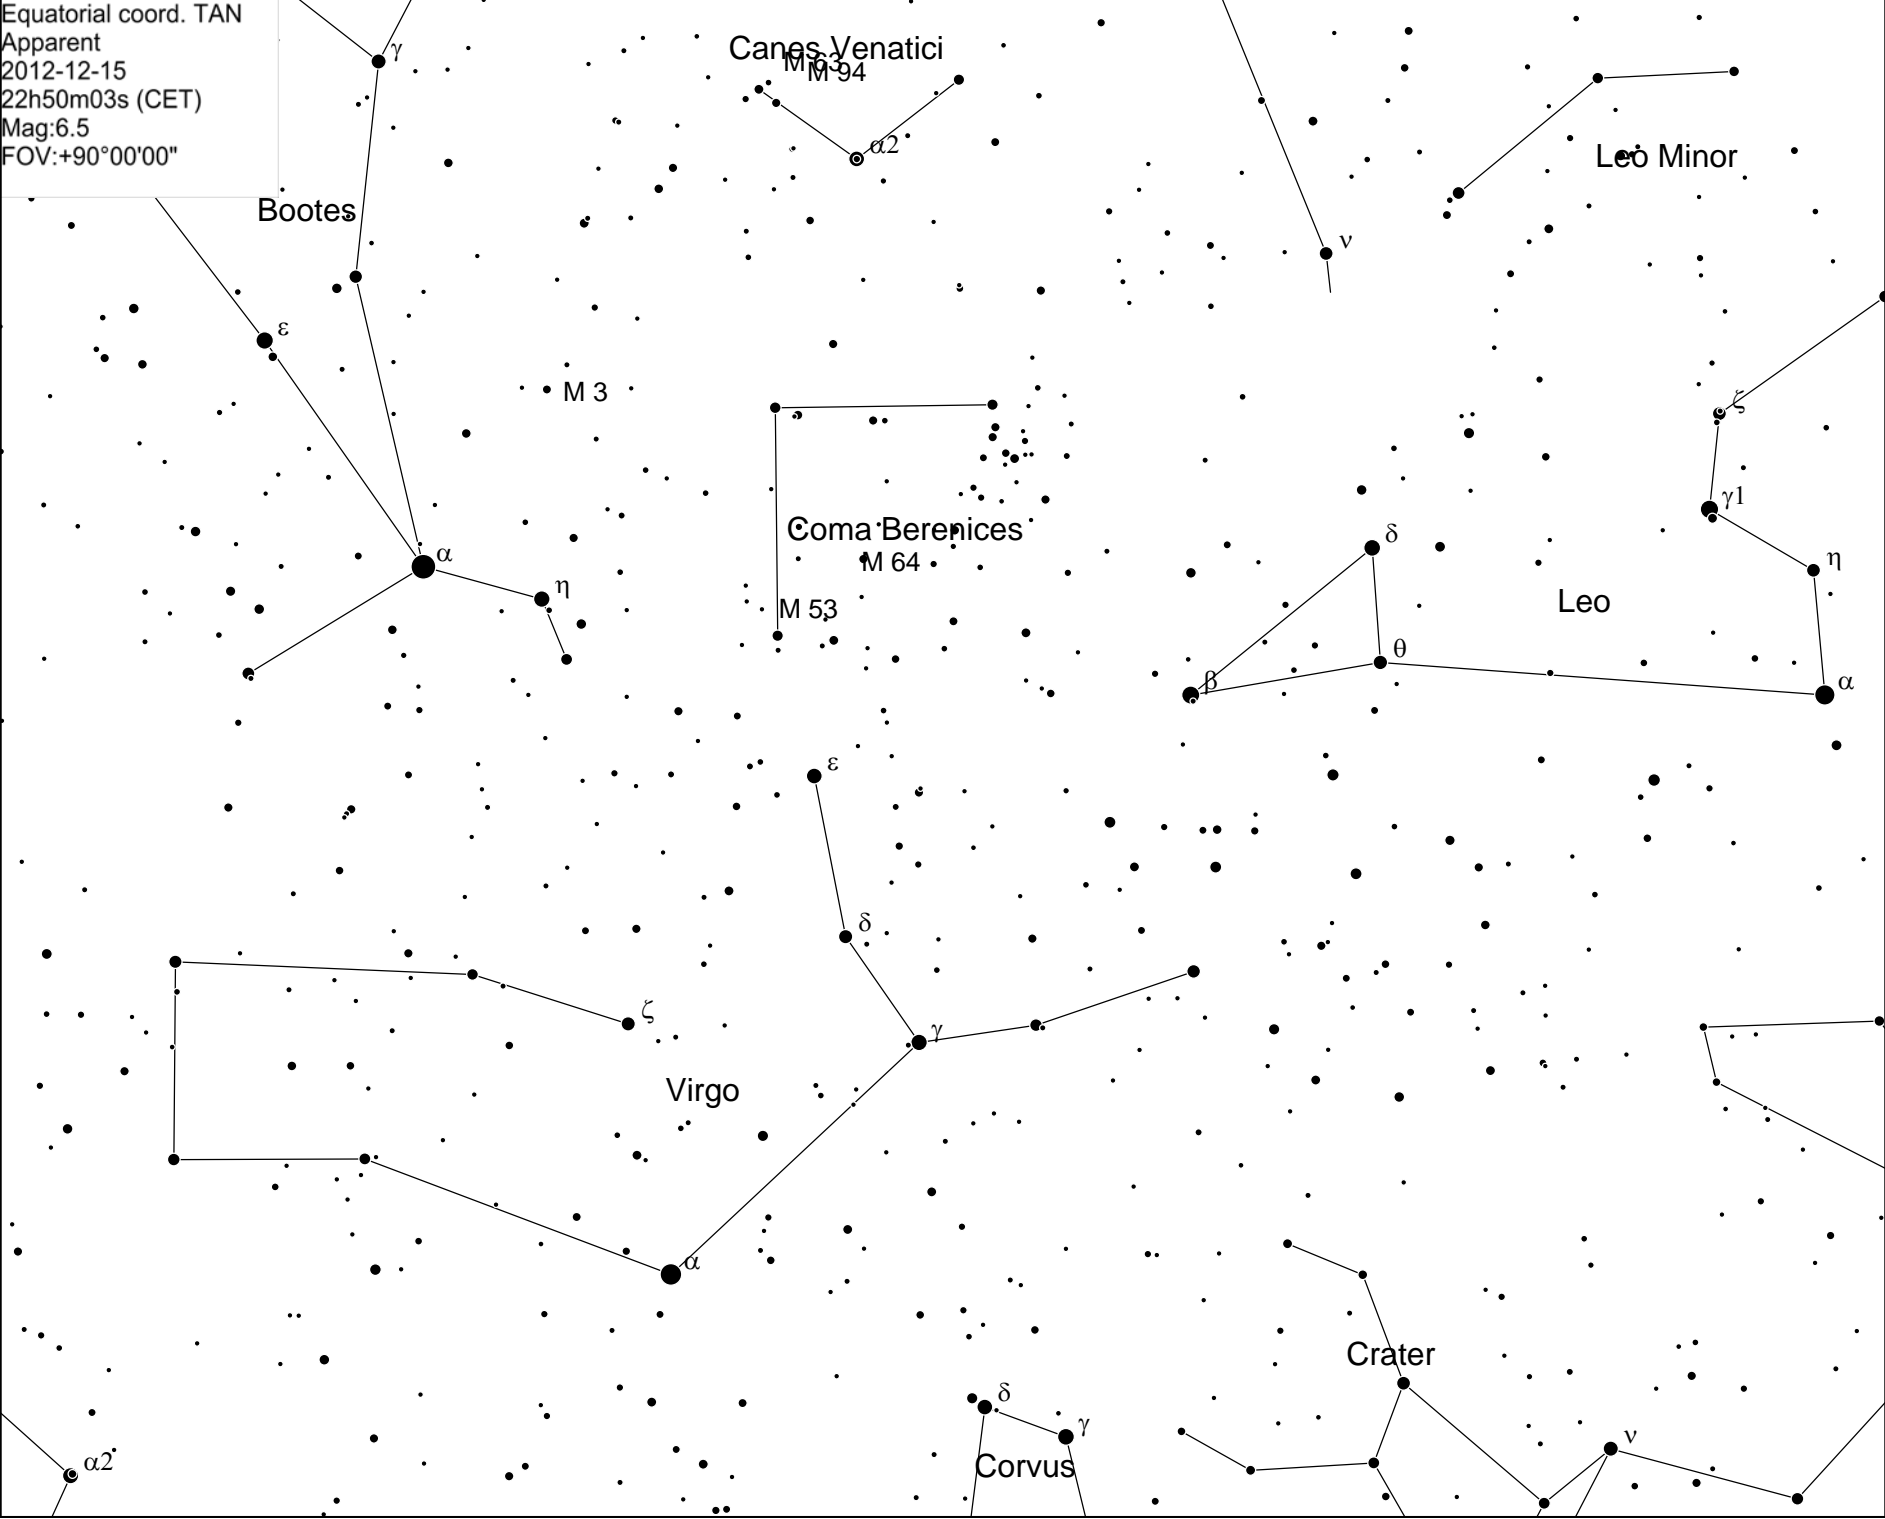 Equatorial coord. TAN
Apparent
2012-12-15
22h50m03s (CET)
Mag:6.5
FOV:+90°00'00"
γ
Canes Venatici
M 63
M 94
α2
Leo Minor
Bootes
ν
ε
M 3
ζ
γ1
Coma Berenices
δ
α
M 64
η
η
Leo
M 53
θ
β
α
ε
δ
ζ
γ
Virgo
α
Crater
δ
γ
ν
α2
Corvus